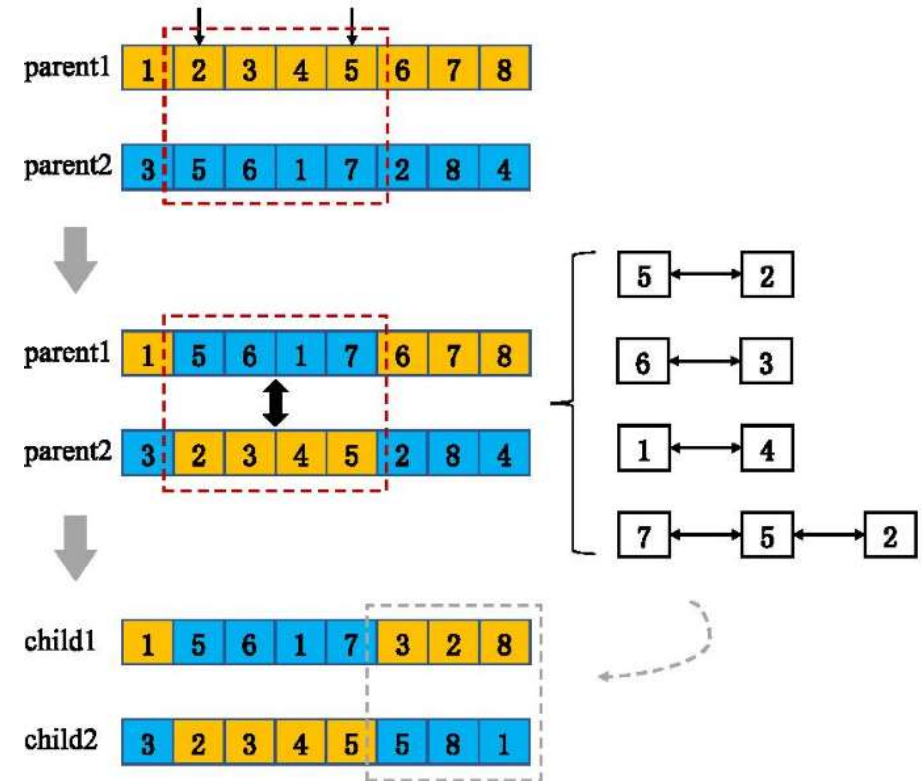 parent1 1 2 3 4 5 6 7 8
parent2 3 5 6 1 7 2 8 4
5 2
parent1 1 5 6 1 7 6 7 8
6 3
parent2 3 2 3 4 5 2 8 4
1 4
7 5 2
child1 1 5 6 1 7 3 2 8
child2 3 2 3 4 5 5 8 1